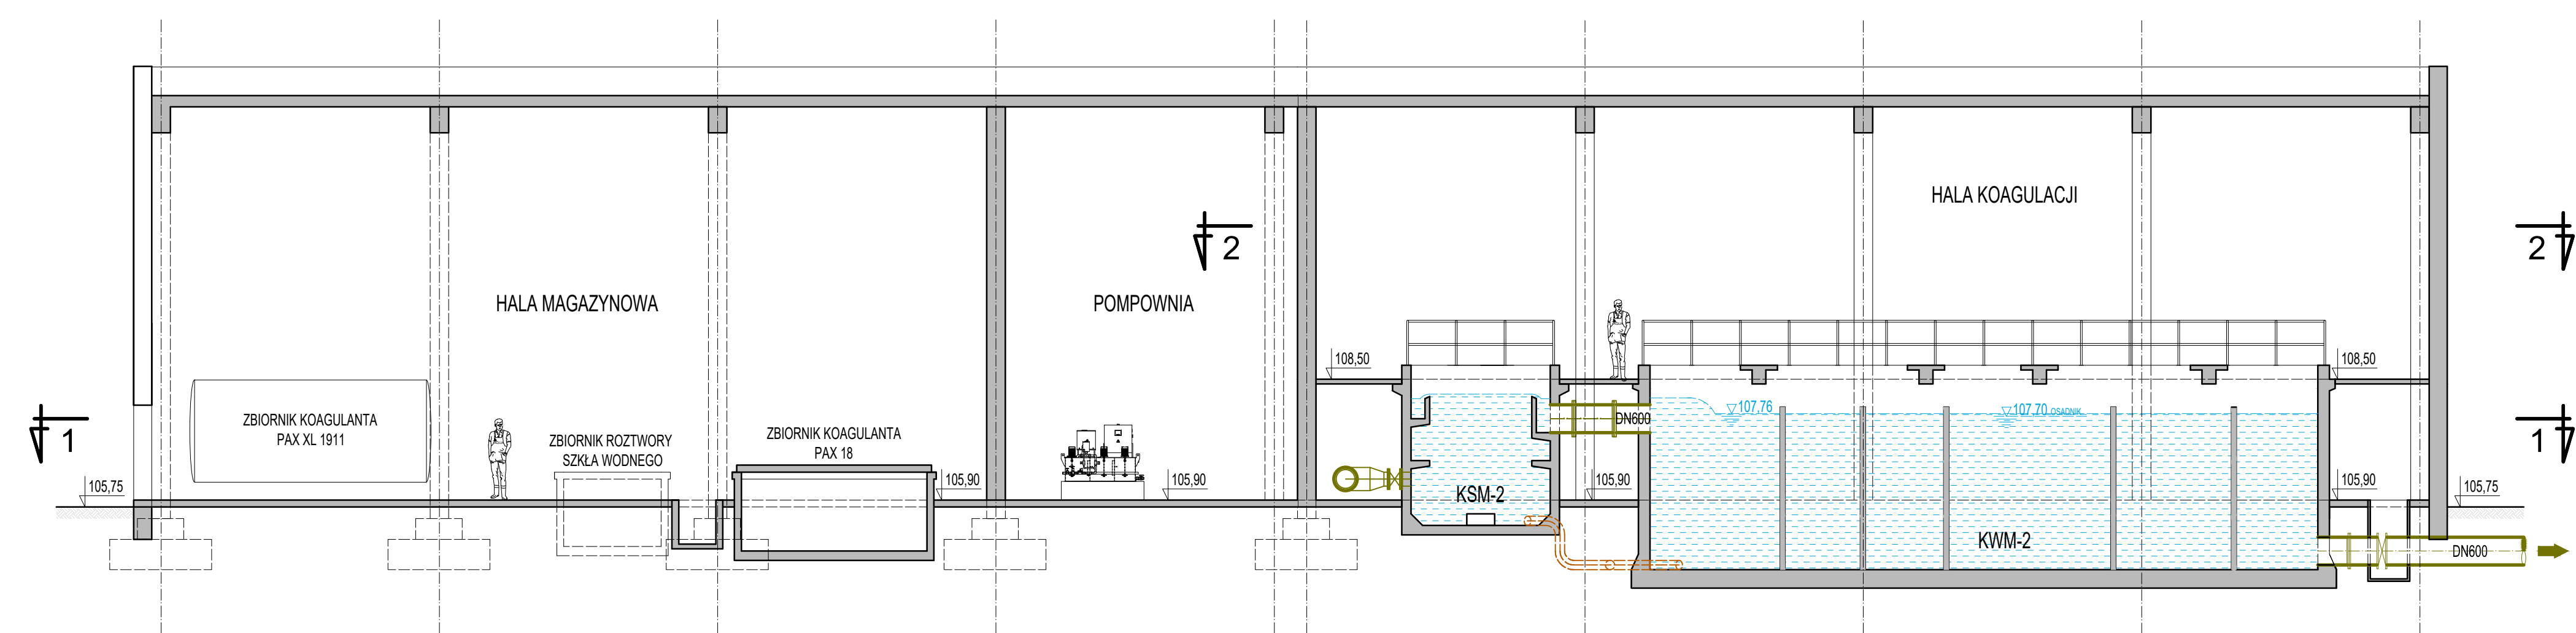 HALA KOAGULACJI
2
2
HALA MAGAZYNOWA
POMPOWNIA
108,50
108,50
ZBIORNIK KOAGULANTA
PAX XL 1911
107,76
107,70 OSADNIK
DN600
1
ZBIORNIK ROZTWORY
SZKŁA WODNEGO
ZBIORNIK KOAGULANTA
PAX 18
1
105,75
105,90
105,90
KSM-2
105,90
105,90
105,75
KWM-2
DN600